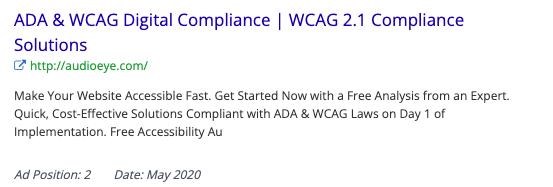 ADA & WCAG Digital Compliance | WCAG 2.1 Compliance
Solutions
http://audioeye.com/
Make Your Website Accessible Fast. Get Started Now with a Free Analysis from an Expert.
Quick, Cost-Effective Solutions Compliant with ADA & WCAG Laws on Day 1 of
Implementation. Free Accessibility Au
Ad Position: 2 Date: May 2020